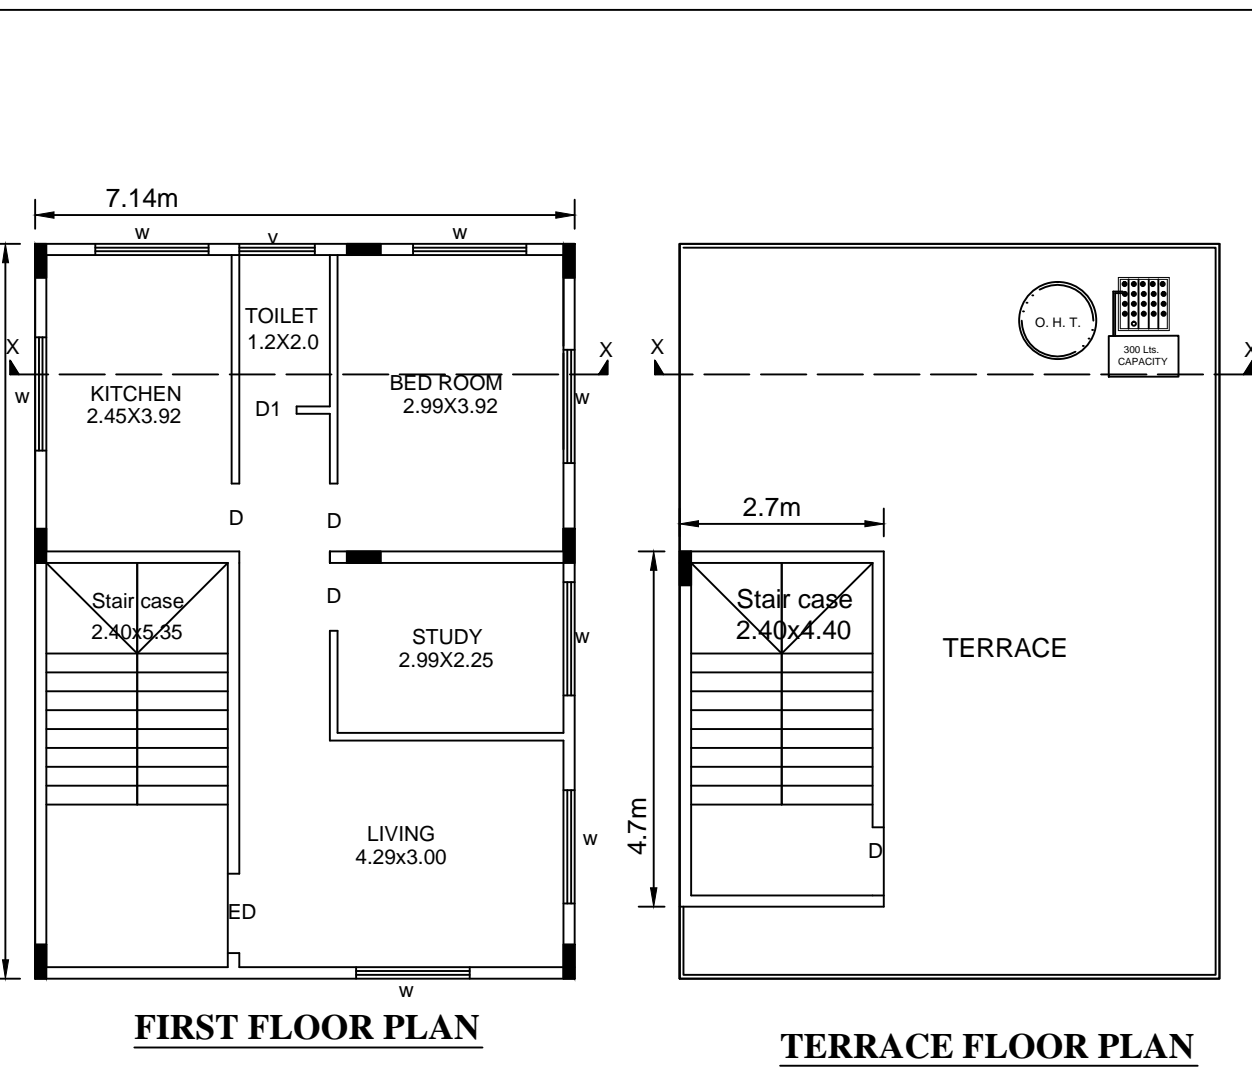 7.14m
w
v
w
TOILET
1.2X2.0
X
X
X
X
KITCHEN
2.45X3.92
w
D1
BED ROOM
2.99X3.92
w
D
D
D
Stair case
2.40x5.35
STUDY
2.99X2.25
w
LIVING
4.29x3.00
w
ED
w
FIRST FLOOR PLAN
O. H. T.
300 Lts.
CAPACITY
2.7m
Stair case
2.40x4.40
TERRACE
4.7m
D
TERRACE FLOOR PLAN